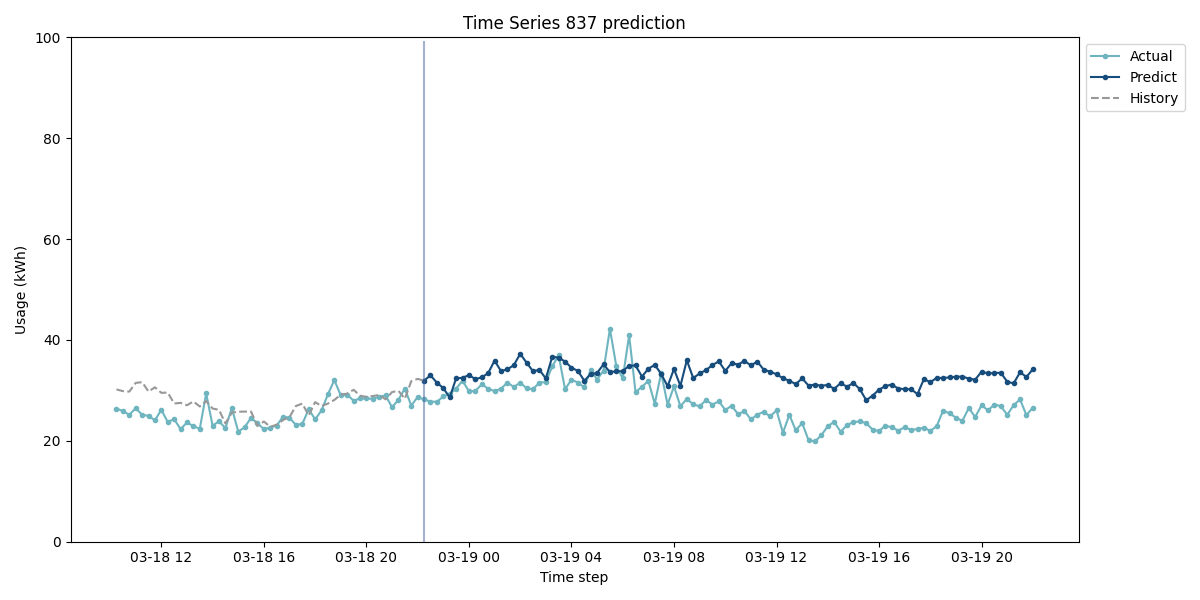 Time Series 837 prediction
Usage (kWh)
100
80
60
40
20
0
03-18 12
03-18 16
03-18 20
03-19 00
03-19 04
03-19 08
03-19 12
03-19 16
03-19 20
Time step
Actual
Predict
History